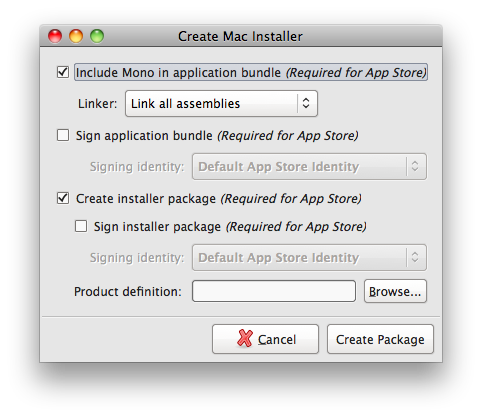 Create Mac Installer
Include Mono in application bundle (Required for App Store)
Linker: Link all assemblies
Sign application bundle (Required for App Store)
Signing identity: Default App Store Identity
Create installer package (Required for App Store)
Sign installer package (Required for App Store)
Signing identity: Default App Store Identity
Product definition: Browse...
Cancel Create Package